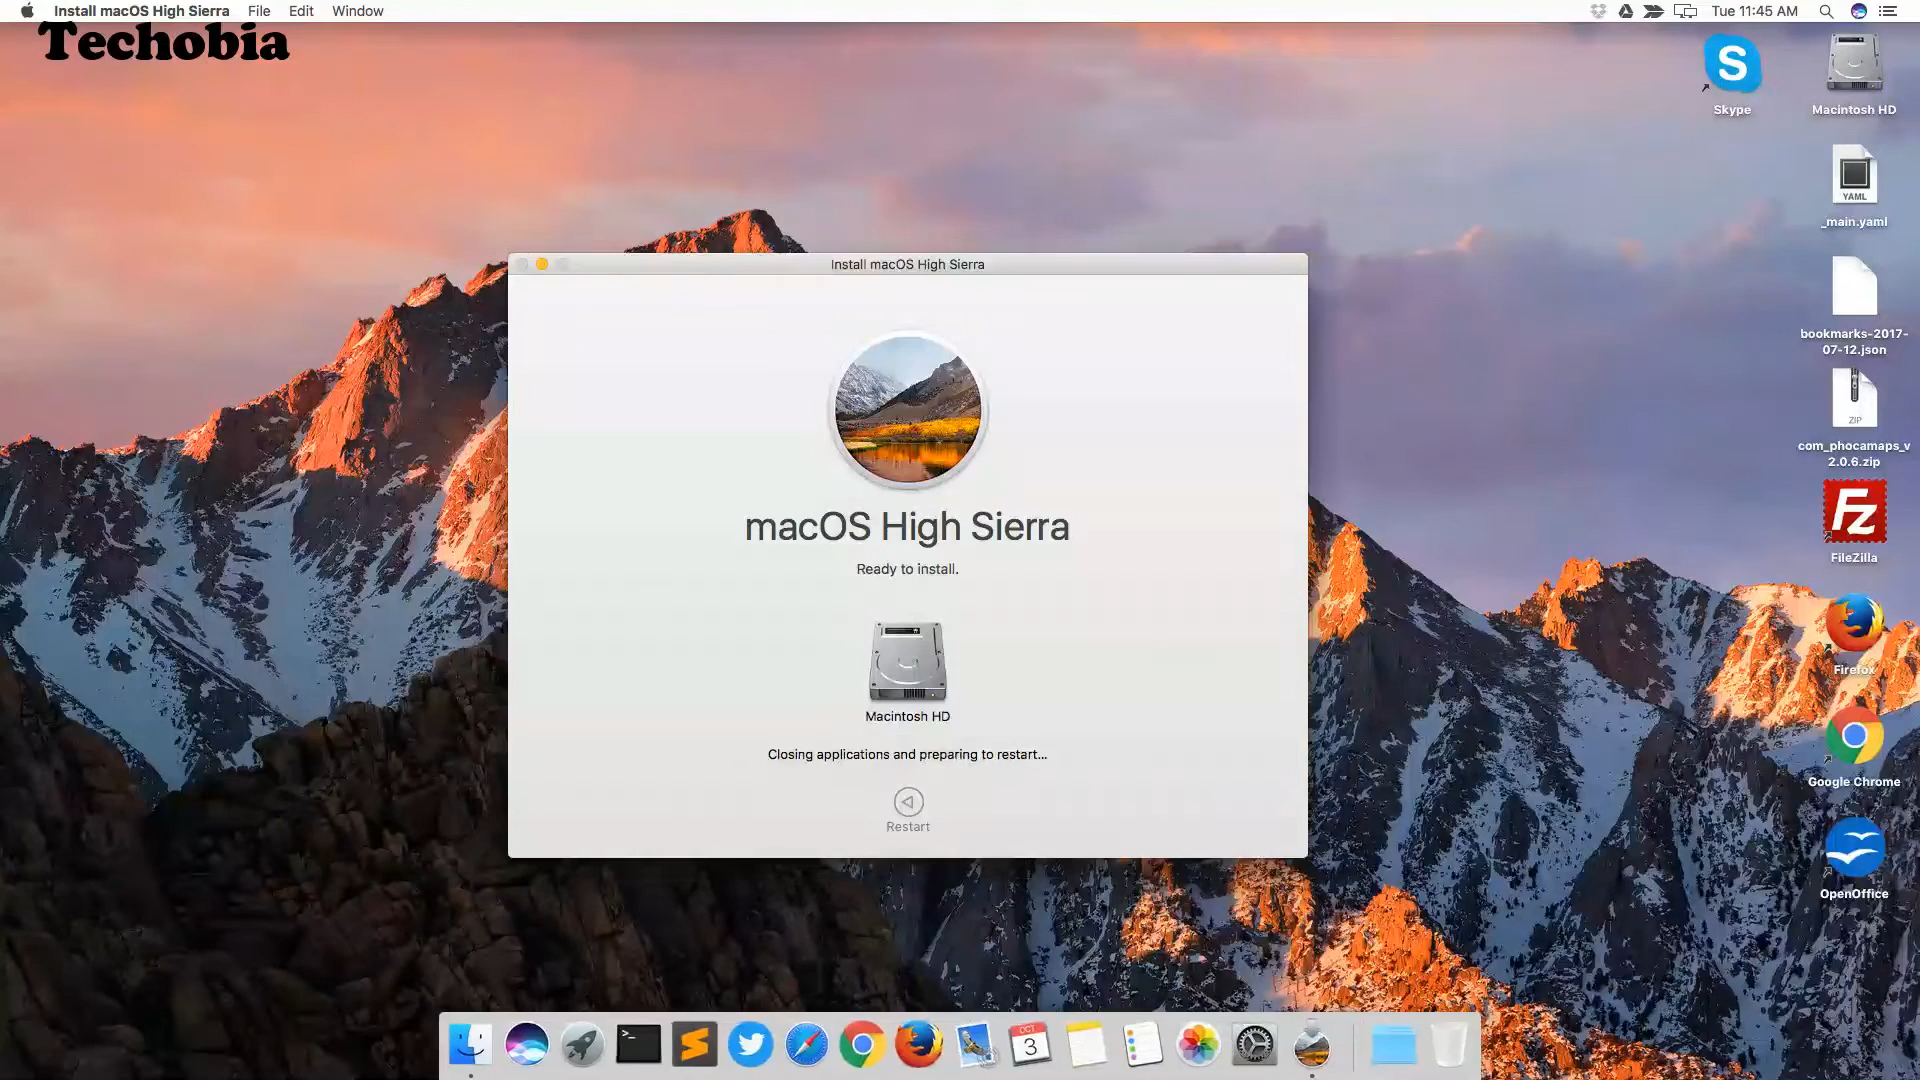 Install macOS High Sierra File Edit Window
Tue 11:45 AM
Techobia
Skype
Macintosh HD
YAML
_main.yaml
bookmarks-2017-
07-12.json
ZIP
com_phocamaps_v
2.0.6.zip
FileZilla
Firefox
Google Chrome
OpenOffice
Install macOS High Sierra
macOS High Sierra
Ready to install.
Macintosh HD
Closing applications and preparing to restart...
Restart
OCT
3